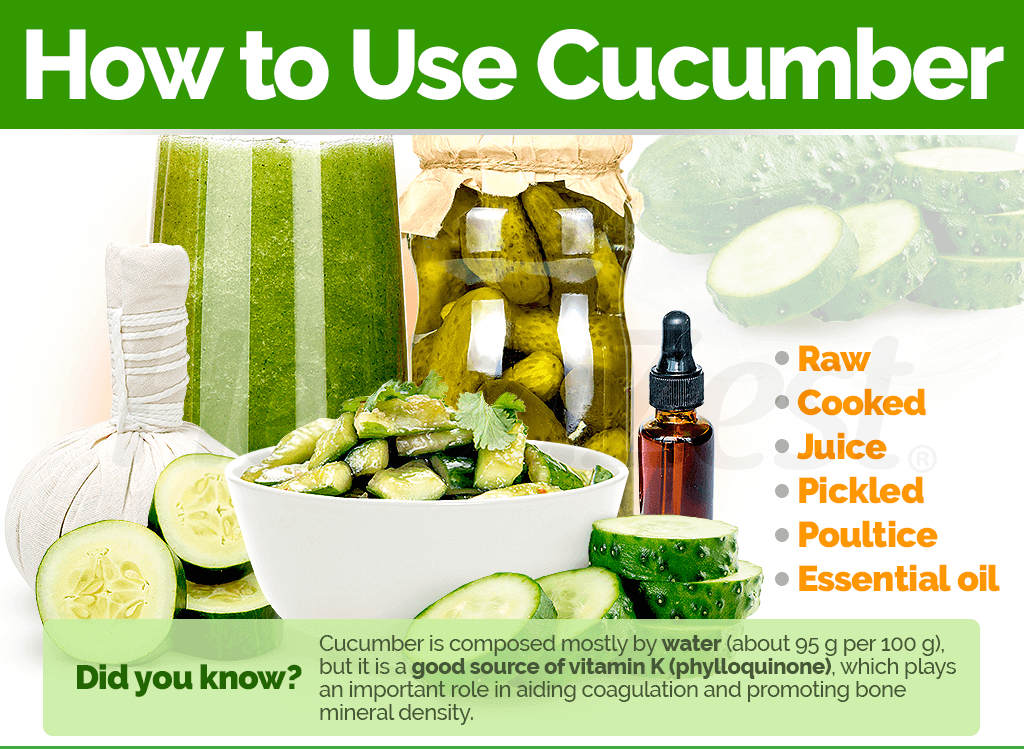 How to Use Cucumber
Raw
Cooked
Juice
Pickled
Poultice
Essential oil
Did you know?
Cucumber is composed mostly by water (about 95 g per 100 g),
but it is a good source of vitamin K (phylloquinone), which plays
an important role in aiding coagulation and promoting bone
mineral density.